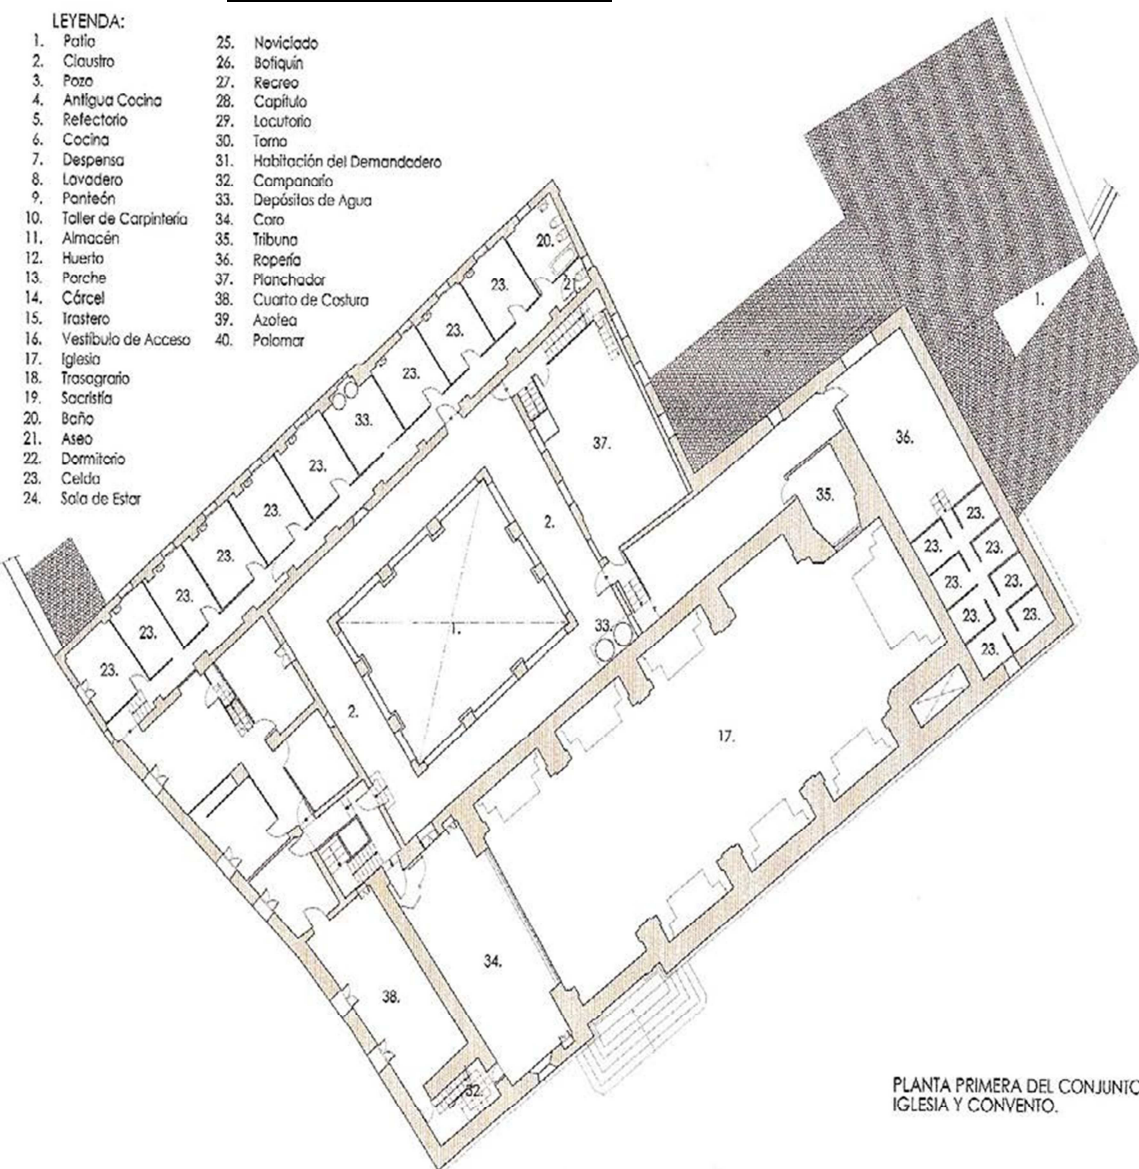 LEYENDA:
1. Patio
2. Claustro
3. Pozo
4. Antigua Cocina
5. Refectorio
6. Cocina
7. Despensa
8. Lavadero
9. Panteón
10. Taller de Carpintería
11. Almacén
12. Huerto
13. Porche
14. Cárcel
15. Trastero
16. Vestíbulo de Acceso
17. Iglesia
18. Trasagrario
19. Sacristía
20. Baño
21. Aseo
22. Dormitorio
23. Celda
24. Sala de Estar
25. Noviciado
26. Botiquín
27. Recreo
28. Capítulo
29. Locutorio
30. Torno
31. Habitación del Demandadero
32. Campanario
33. Depósitos de Agua
34. Coro
35. Tribuna
36. Ropería
37. Planchador
38. Cuarto de Costura
39. Azotea
40. Palomar
20.
21.
23.
1.
23.
23.
33.
36.
37.
23.
35.
23.
23.
2.
23.
23.
23.
23.
23.
23.
23.
23.
23.
23.
33.
1.
23.
23.
2.
17.
34.
38.
32.
PLANTA PRIMERA DEL CONJUNTO
IGLESIA Y CONVENTO.